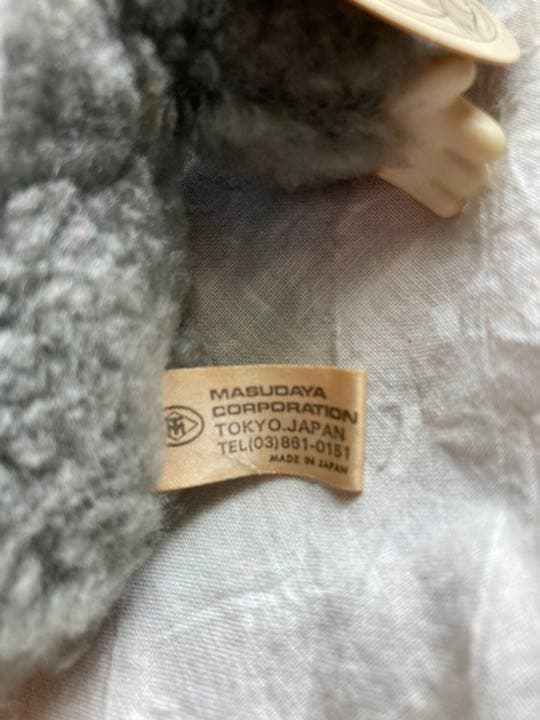 MASUDAYA
CORPORATION
TOKYO.JAPAN
TEL(03)861-0151
MADE IN JAPAN